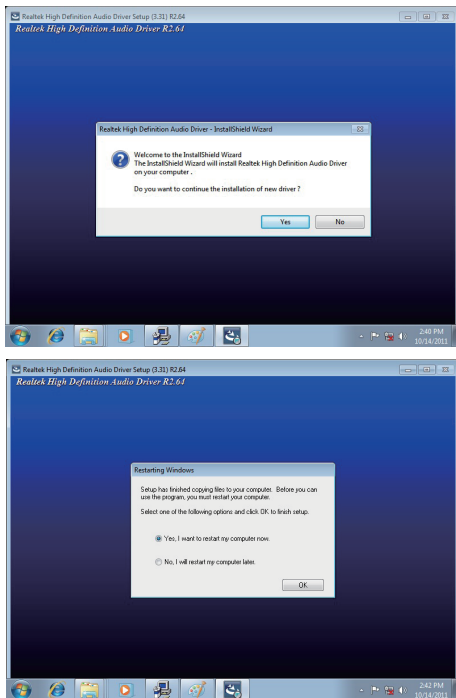 Realtek High Definition Audio Driver Setup (3.31) R2.64
Realtek High Definition Audio Driver R2.64
Realtek High Definition Audio Driver - InstallShield Wizard
Welcome to the InstallShield Wizard
The InstallShield Wizard will install Realtek High Definition Audio Driver
on your computer .
Do you want to continue the installation of new driver ?
Yes No
2:40 PM
10/14/2011
Realtek High Definition Audio Driver Setup (3.31) R2.64
Realtek High Definition Audio Driver R2.64
Restarting Windows
Setup has finished copying files to your computer. Before you can
use the program, you must restart your computer.
Select one of the following options and click OK to finish setup.
Yes, I want to restart my computer now.
No, I will restart my computer later.
OK
2:42 PM
10/14/2011